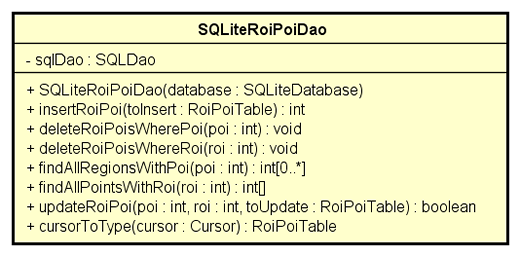 SQLiteRoiPoiDao
- sqlDao : SQLDao
+ SQLiteRoiPoiDao(database : SQLiteDatabase)
+ insertRoiPoi(toInsert : RoiPoiTable) : int
+ deleteRoiPoisWherePoi(poi : int) : void
+ deleteRoiPoisWhereRoi(roi : int) : void
+ findAllRegionsWithPoi(poi : int) : int[0..*]
+ findAllPointsWithRoi(roi : int) : int[]
+ updateRoiPoi(poi : int, roi : int, toUpdate : RoiPoiTable) : boolean
+ cursorToType(cursor : Cursor) : RoiPoiTable